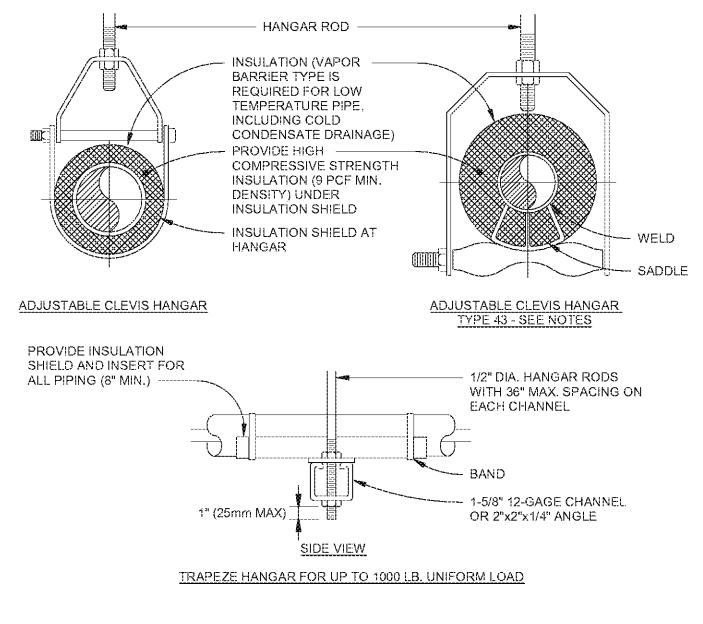 HANGAR ROD
INSULATION (VAPOR
BARRIER TYPE IS
REQUIRED FOR LOW
TEMPERATURE PIPE,
INCLUDING COLD
CONDENSATE DRAINAGE)
PROVIDE HIGH
COMPRESSIVE STRENGTH
INSULATION (9 PCF MIN.
DENSITY) UNDER
INSULATION SHIELD
INSULATION SHIELD AT
HANGAR
WELD
SADDLE
ADJUSTABLE CLEVIS HANGAR
ADJUSTABLE CLEVIS HANGAR
TYPE 43 - SEE NOTES
PROVIDE INSULATION
SHIELD AND INSERT FOR
ALL PIPING (8" MIN.)
1/2" DIA. HANGAR RODS
WITH 36" MAX. SPACING ON
EACH CHANNEL
BAND
1-5/8" 12-GAGE CHANNEL
OR 2"x2"x1/4" ANGLE
1" (25mm MAX)
SIDE VIEW
TRAPEZE HANGAR FOR UP TO 1000 LB. UNIFORM LOAD